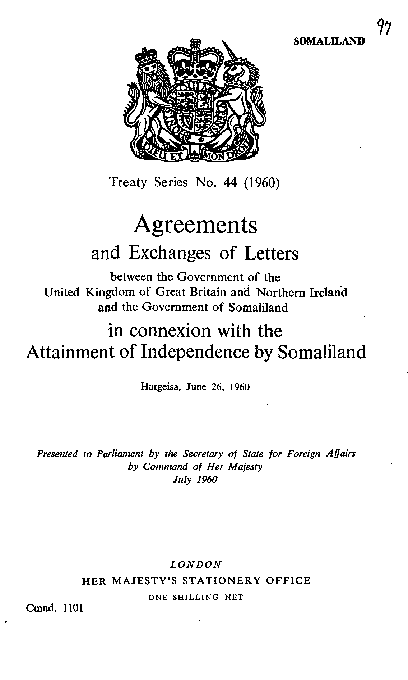 97
SOMALILAND
DIEU ET MON DROIT
Treaty Series No. 44 (1960)
Agreements
and Exchanges of Letters
between the Government of the
United Kingdom of Great Britain and Northern Ireland
and the Government of Somaliland
in connexion with the
Attainment of Independence by Somaliland
Hargeisa, June 26, 1960
Presented to Parliament by the Secretary of State for Foreign Affairs
by Command of Her Majesty
July 1960
LONDON
HER MAJESTY'S STATIONERY OFFICE
ONE SHILLING NET
Cmnd. 1101